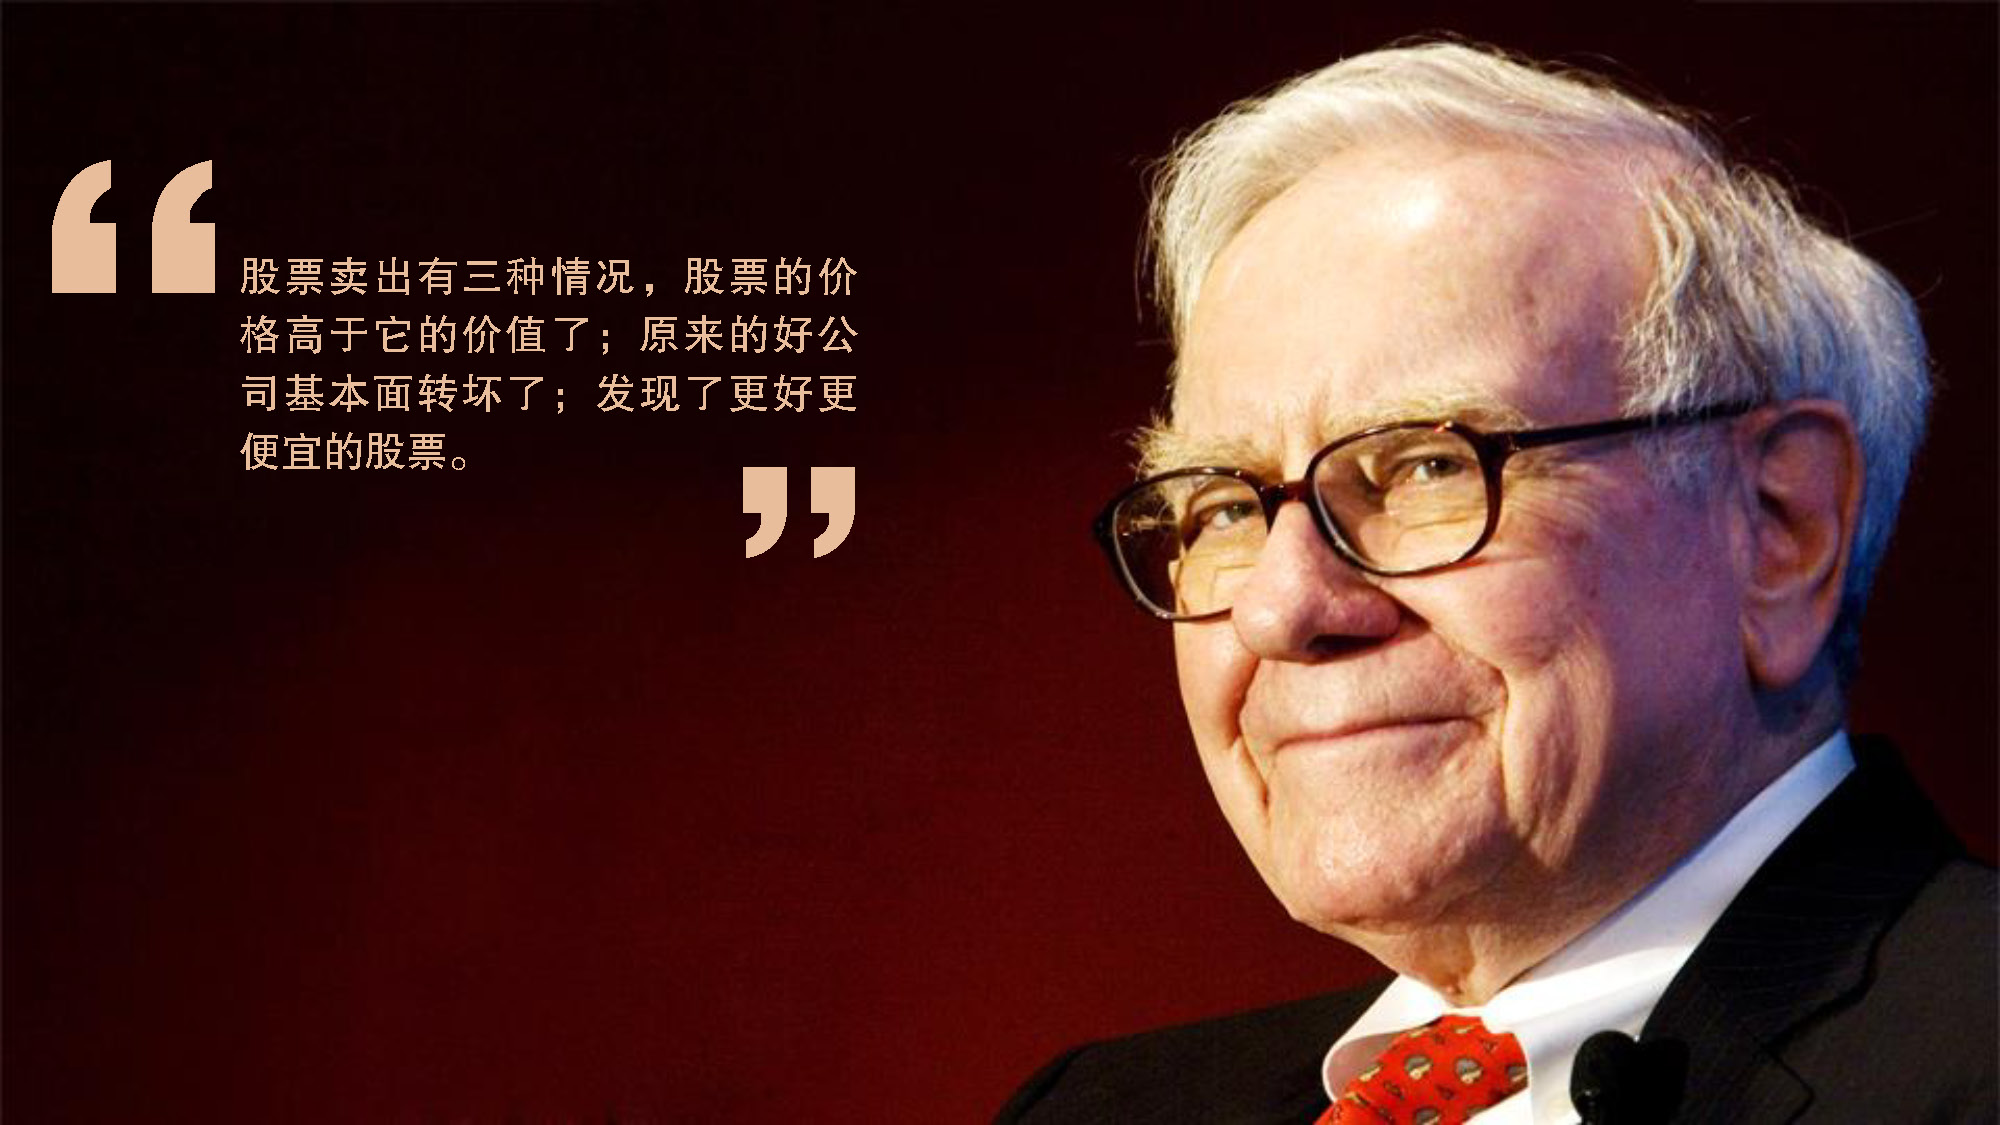 股票卖出有三种情况，股票的价
格高于它的价值了；原来的好公
司基本面转坏了；发现了更好更
便宜的股票。